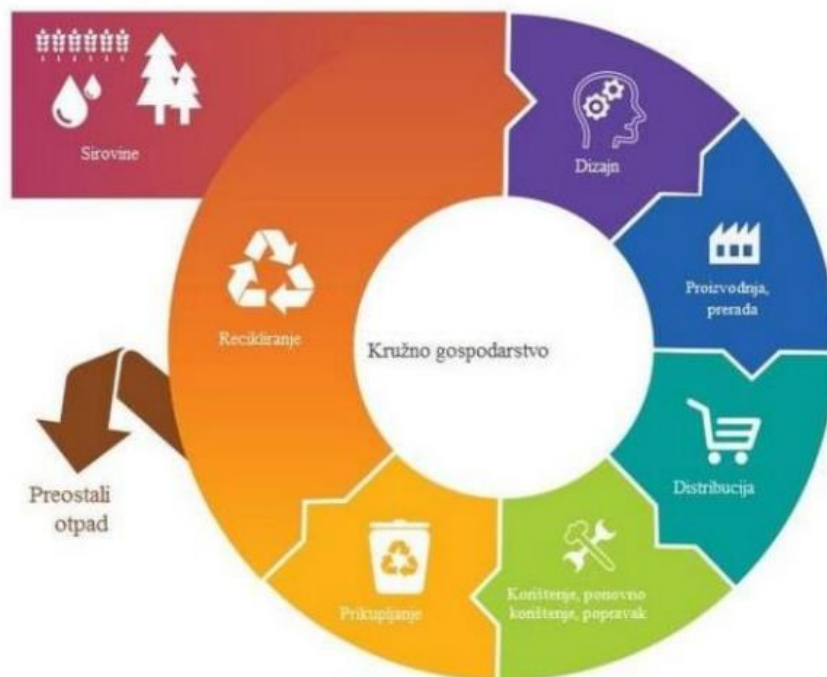 Sirovine
Dizajn
Proizvodnja,
prerada
Distribucija
Korištenje, ponovno
korištenje, popravak
Prikupljanje
Recikliranje
Preostali
otpad
Kružno gospodarstvo